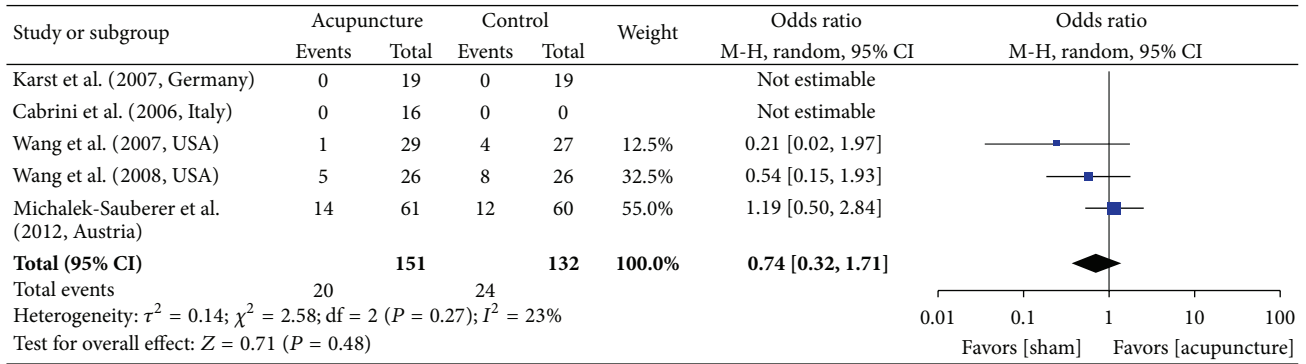 Study or subgroup Acupuncture Control Weight Odds ratio Odds ratio
Events Total Events Total M-H, random, 95% CI M-H, random, 95% CI
Karst et al. (2007, Germany) 0 19 0 19 Not estimable
Cabrini et al. (2006, Italy) 0 16 0 0 Not estimable
Wang et al. (2007, USA) 1 29 4 27 12.5% 0.21 [0.02, 1.97]
Wang et al. (2008, USA) 5 26 8 26 32.5% 0.54 [0.15, 1.93]
Michalek-Sauberer et al. 14 61 12 60 55.0% 1.19 [0.50, 2.84]
(2012, Austria)
Total (95% CI) 151 132 100.0% 0.74 [0.32, 1.71]
Total events 20 24
Heterogeneity: τ² = 0.14; χ² = 2.58; df = 2 (P = 0.27); I² = 23%
Test for overall effect: Z = 0.71 (P = 0.48)
0.01 0.1 1 10 100
Favors [sham] Favors [acupuncture]